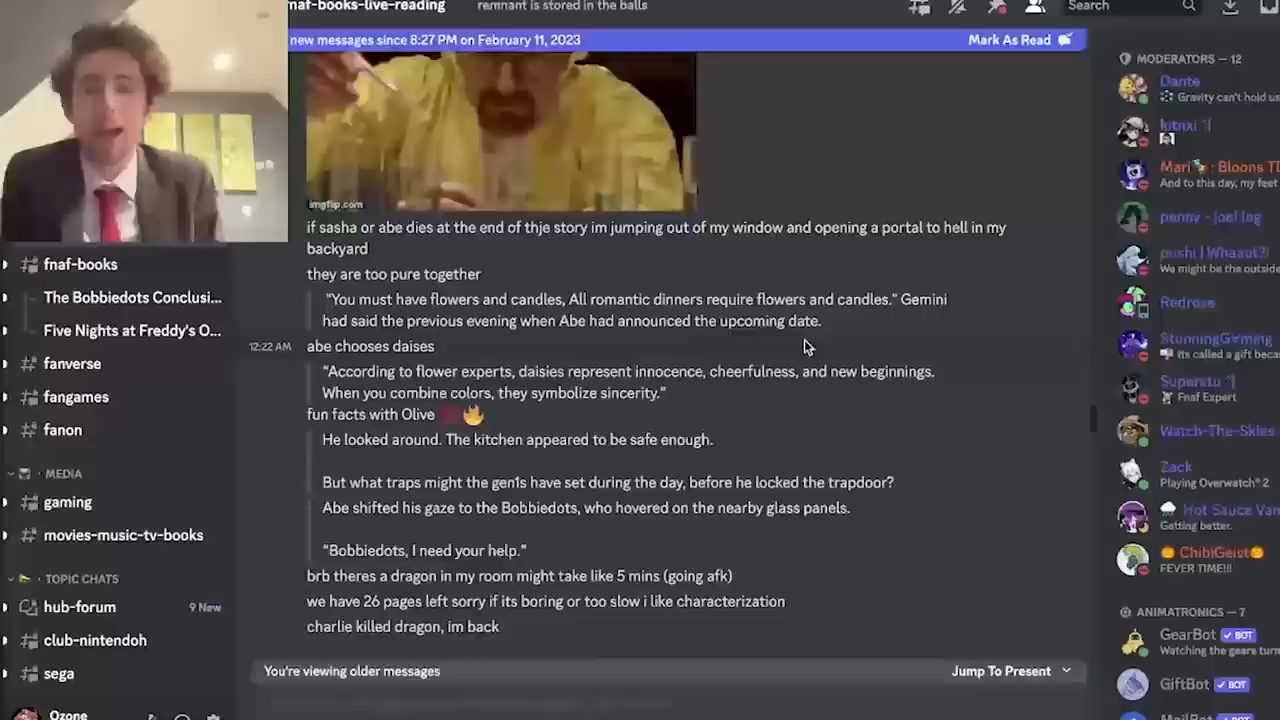 fnaf-books-live-reading
remnant is stored in the balls
Search
new messages since 8:27 PM on February 11, 2023
Mark As Read
imgflip.com
if sasha or abe dies at the end of thje story im jumping out of my window and opening a portal to hell in my
backyard
they are too pure together
"You must have flowers and candles, All romantic dinners require flowers and candles." Gemini
had said the previous evening when Abe had announced the upcoming date.
12:22 AM
abe chooses daises
"According to flower experts, daisies represent innocence, cheerfulness, and new beginnings.
When you combine colors, they symbolize sincerity."
fun facts with Olive
He looked around. The kitchen appeared to be safe enough.
But what traps might the gen1s have set during the day, before he locked the trapdoor?
Abe shifted his gaze to the Bobbiedots, who hovered on the nearby glass panels.
"Bobbiedots, I need your help."
brb theres a dragon in my room might take like 5 mins (going afk)
we have 26 pages left sorry if its boring or too slow i like characterization
charlie killed dragon, im back
You're viewing older messages
Jump To Present
fnaf-books
The Bobbiedots Conclusi...
Five Nights at Freddy's O...
fanverse
fangames
fanon
MEDIA
gaming
movies-music-tv-books
TOPIC CHATS
hub-forum
9 New
club-nintendoh
sega
Ozone
MODERATORS — 12
Dante
Gravity can't hold us
Mari : Bloons TD
And to this day, my feet
penny - joel
We might be the outside
Redrose
its called a gift beca
Superstu
Fnaf Expert
Watch-The-Skies
Zack
Playing Overwatch® 2
Hot Sauce Van
Getting better.
ChibiGeist
FEVER TIME!!!
ANIMATRONICS — 7
GearBot
BOT
Watching the gears turn
GiftBot
BOT
MailBot
BOT